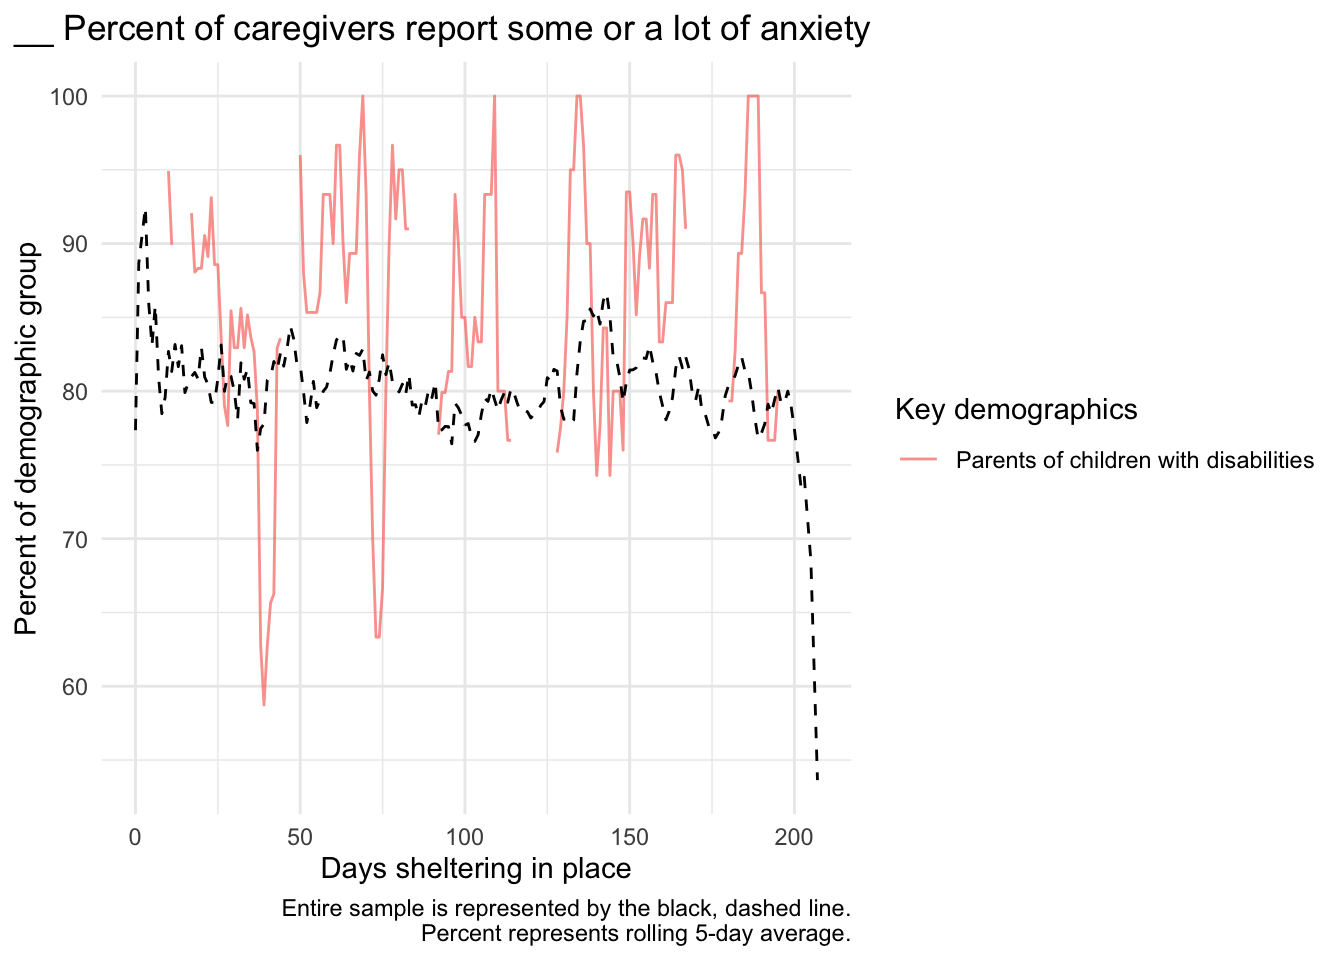 __ Percent of caregivers report some or a lot of anxiety
Percent of demographic group
100
90
80
70
60
0 50 100 150 200
Days sheltering in place
Entire sample is represented by the black, dashed line.
Percent represents rolling 5-day average.
Key demographics
Parents of children with disabilities